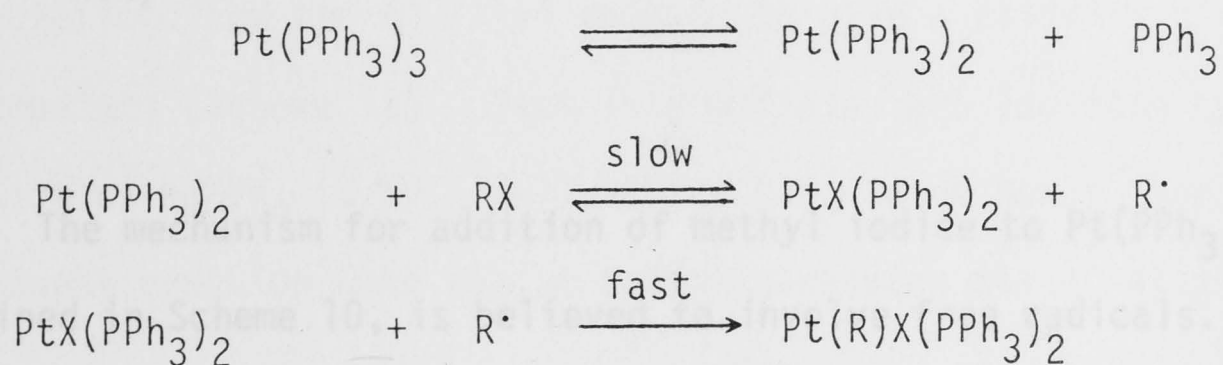 Pt(PPh₃)₃ ⇌ Pt(PPh₃)₂ + PPh₃
slow
Pt(PPh₃)₂ + RX ⇌ PtX(PPh₃)₂ + R·
The mechanism for addition of methyl iodide to Pt(PPh₃
fast
in Scheme 10, is believed to involve free radicals.
PtX(PPh₃)₂ + R· → Pt(R)X(PPh₃)₂